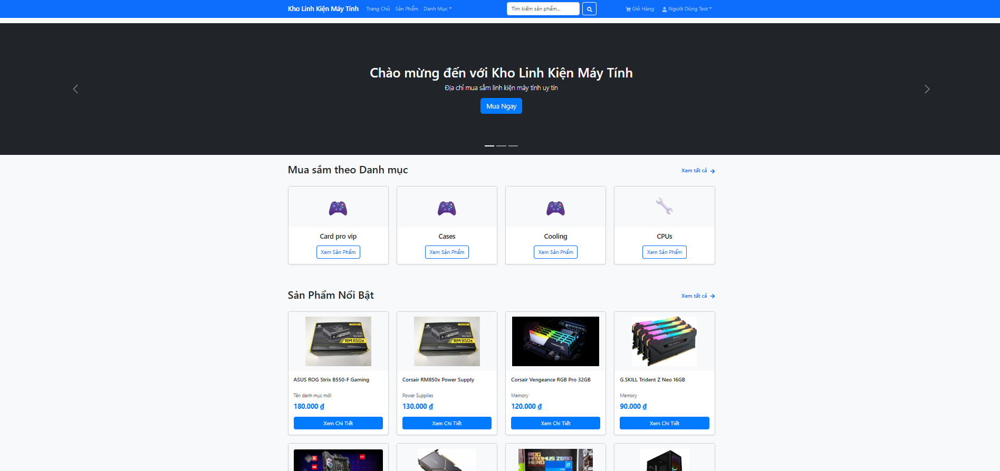 Kho Linh Kiện Máy Tính Trang Chủ Sản Phẩm Danh Mục Tìm kiếm sản phẩm... Giỏ Hàng Người Dùng Test
Chào mừng đến với Kho Linh Kiện Máy Tính
Địa chỉ mua sắm linh kiện máy tính uy tín
Mua Ngay
Mua sắm theo Danh mục Xem tất cả
Card pro vip Cases Cooling CPUs
Xem Sản Phẩm Xem Sản Phẩm Xem Sản Phẩm Xem Sản Phẩm
Sản Phẩm Nổi Bật Xem tất cả
RM850x RM850x
ASUS ROG Strix B550-F Gaming Corsair RM850x Power Supply Corsair Vengeance RGB Pro 32GB G.SKILL Trident Z Neo 16GB
Tên danh mục mới Power Supplies Memory Memory
180.000 ₫ 130.000 ₫ 120.000 ₫ 90.000 ₫
Xem Chi Tiết Xem Chi Tiết Xem Chi Tiết Xem Chi Tiết
ROG
MAXIMUS Z690
HERO
i7